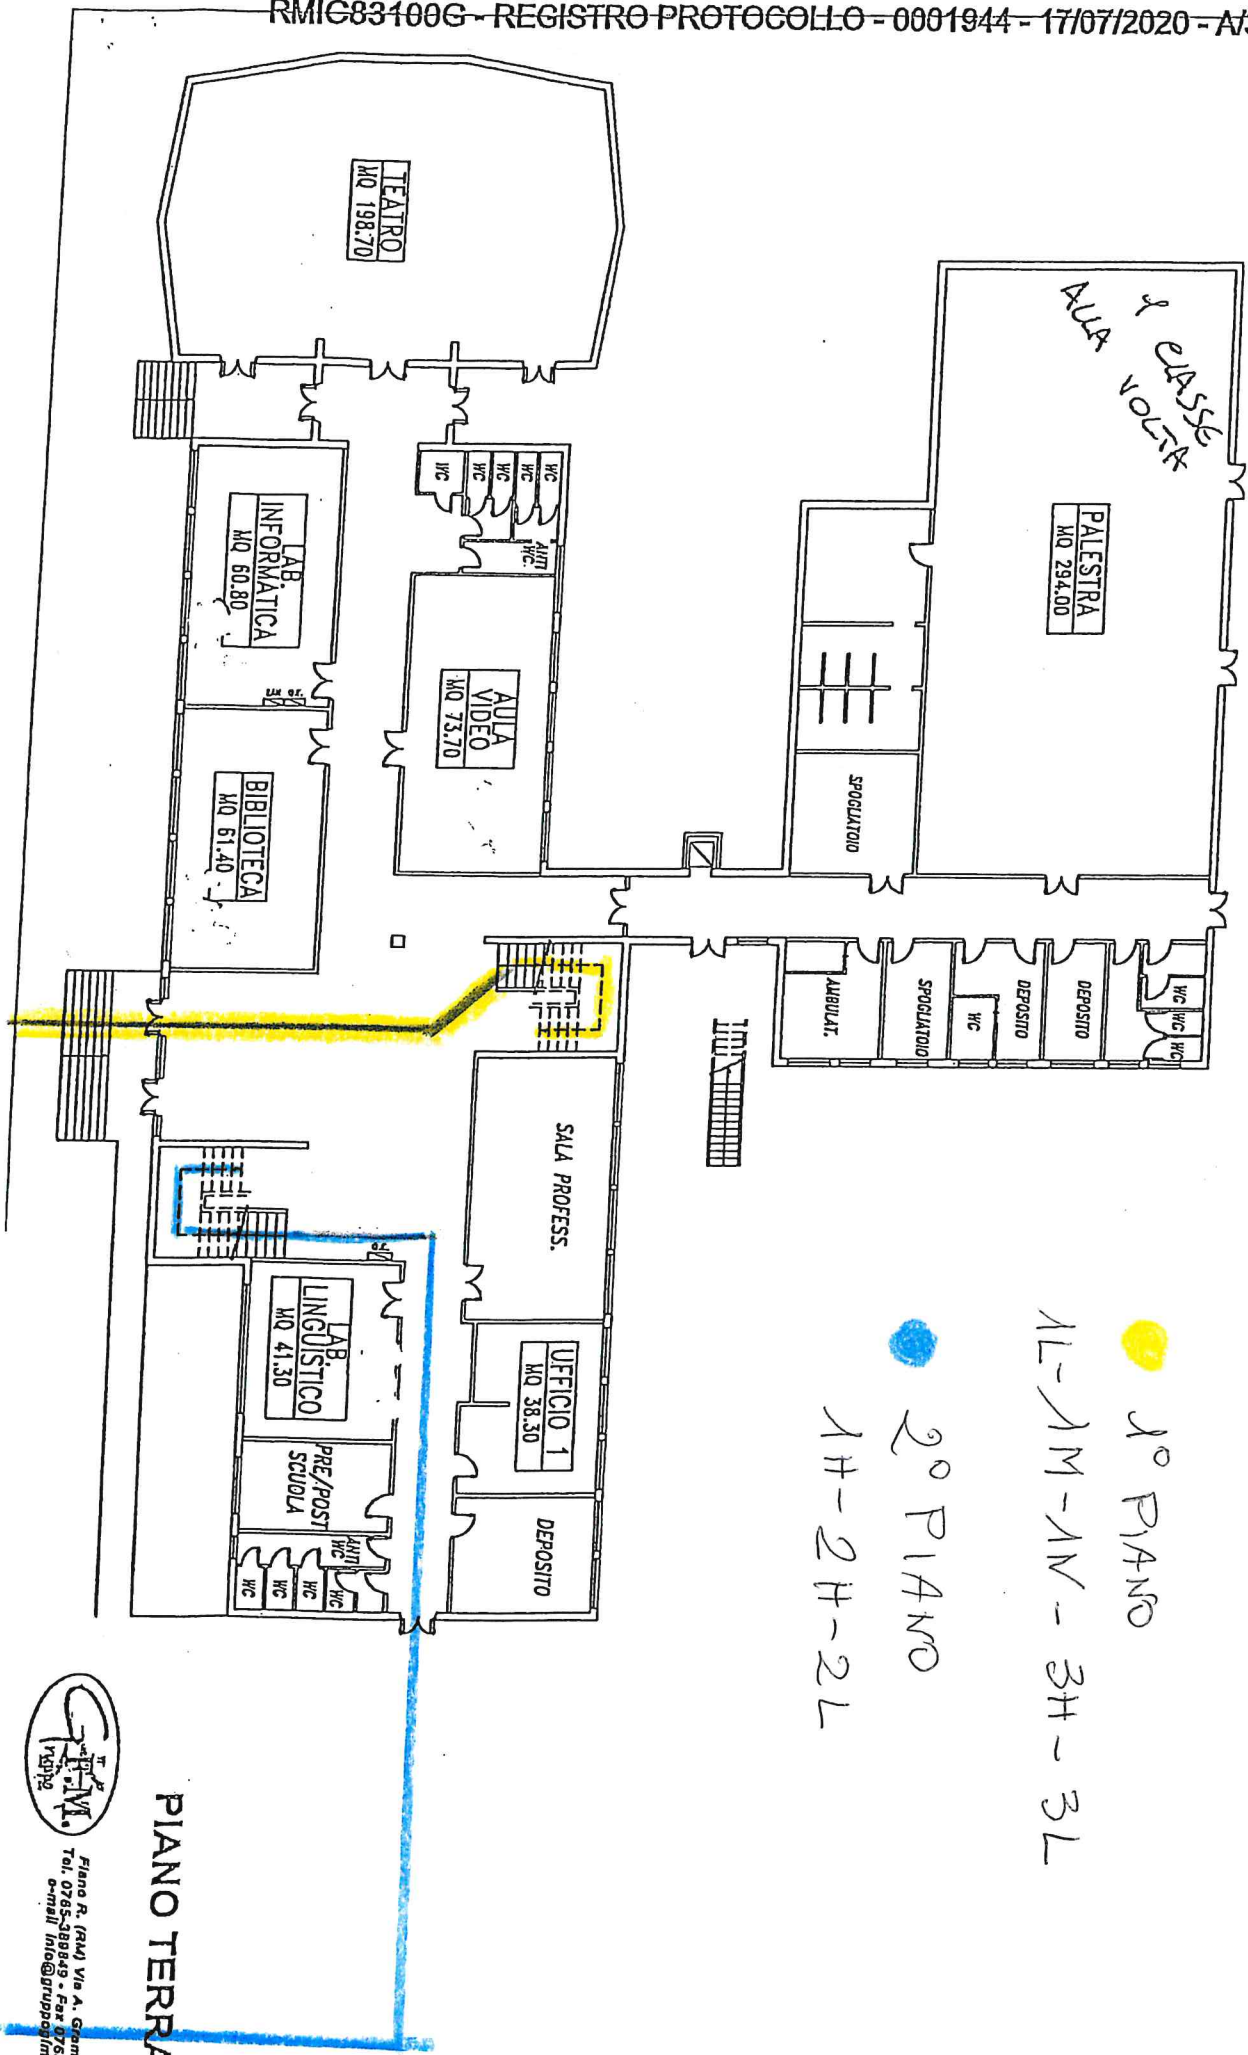 RMIC83100G - REGISTRO PROTOCOLLO - 0001944 - 17/07/2020 - A/
TEATRO
MQ 198.70
1 CLASSE
ALLA VOLTA
PALESTRA
MQ 294.00
WC
WC
WC
WC
WC
ANTI
WC.
LAB.
INFORMATICA
MQ 60.80
AULA
VIDEO
MQ 73.70
BIBLIOTECA
MQ 61.40
SPOGLIATOIO
AMBULAT.
SPOGLIATOIO
DEPOSITO
WC
DEPOSITO
WC
WC
WC
SALA PROFESS.
UFFICIO 1
MQ 38.30
DEPOSITO
LAB.
LINGUISTICO
MQ 41.30
PRE/POST
SCUOLA
ANTI
WC
WC
WC
WC
WC
1° PIANO
1L-1M-1N-3H-3L
2° PIANO
1H-2H-2L
PIANO TERRA
G.F.M.
Fiano R. (RM) Via A. Gram
Tel. 0765-389849 - Fax 076
e-mail info@gruppogfm